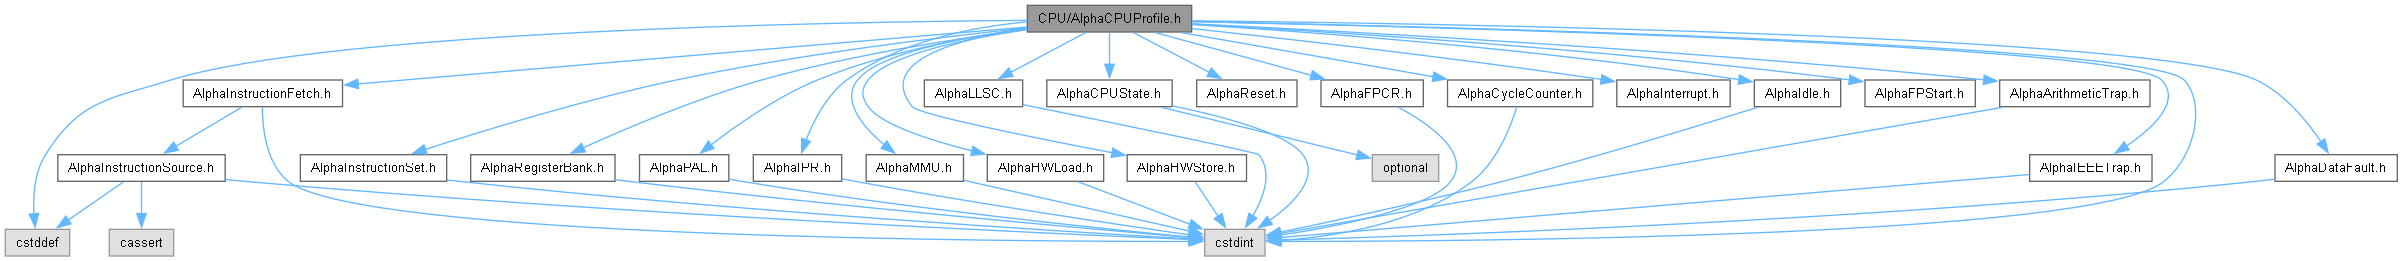 CPU/AlphaCPUProfile.h
AlphaInstructionFetch.h
AlphaLLSC.h
AlphaCPUState.h
AlphaReset.h
AlphaFPCR.h
AlphaCycleCounter.h
AlphaInterrupt.h
AlphaIdle.h
AlphaFPStart.h
AlphaArithmeticTrap.h
AlphaInstructionSource.h
AlphaInstructionSet.h
AlphaRegisterBank.h
AlphaPAL.h
AlphaIPR.h
AlphaMMU.h
AlphaHWLoad.h
AlphaHWStore.h
optional
AlphaIEEETrap.h
AlphaDataFault.h
cstddef
cassert
cstdint